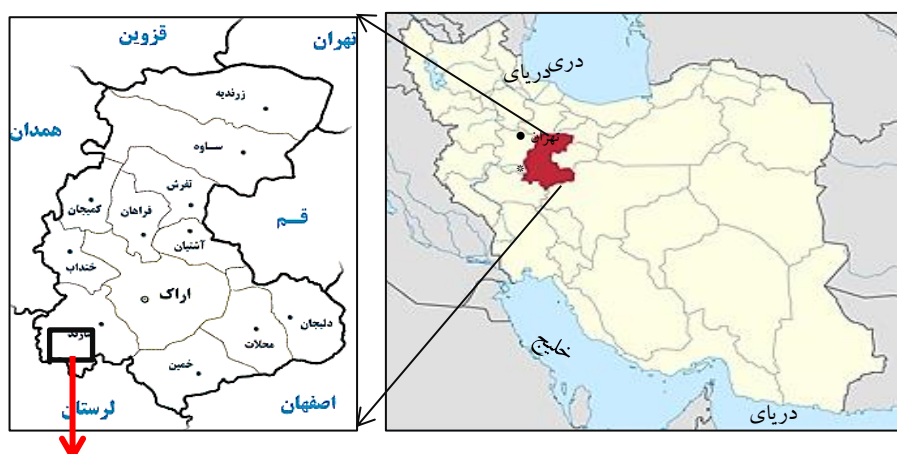 قزوین
تهران
زرندیه
همدان
ساوه
تفرش
کمیجان
فراهان
قم
آشتیان
خنداب
اراک
دلیجان
محلات
خمین
لرستان
اصفهان
دریای
دری
تهران
خلیج
دریای